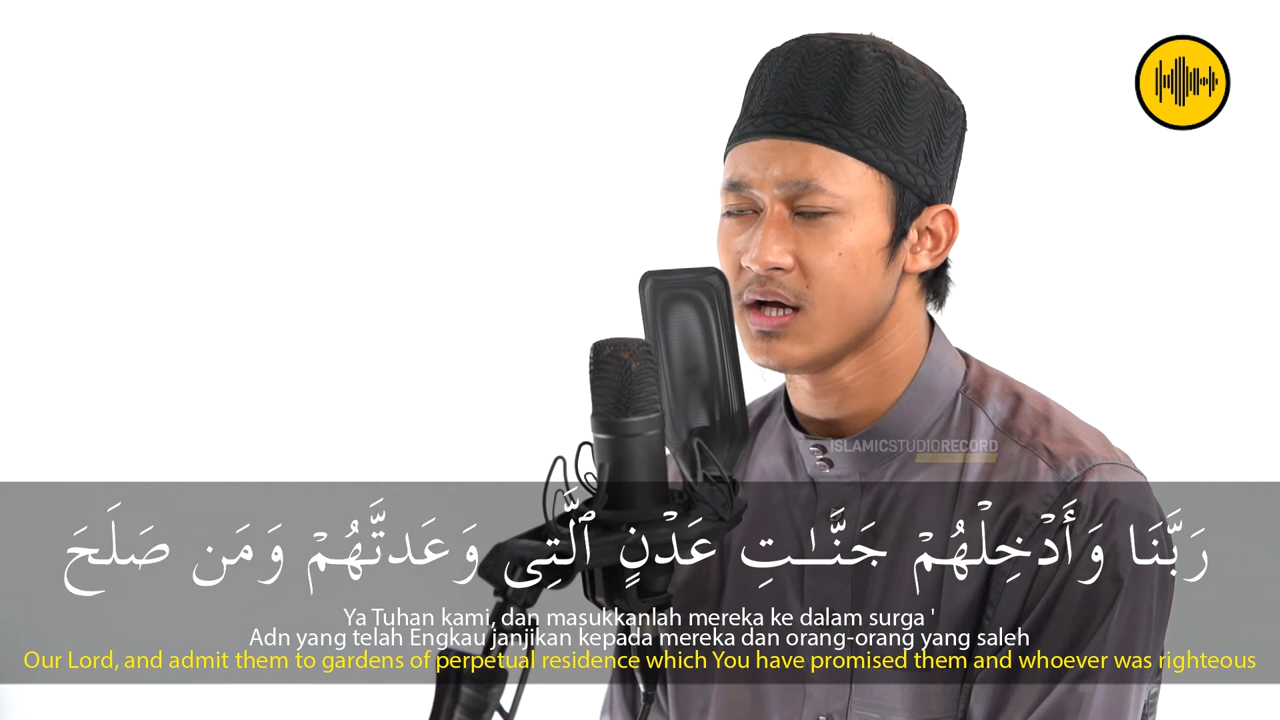 ISLAMICSTUDIORECORD
رَبَّنَا وَأَدْخِلْهُمْ جَنَّـٰتِ عَدْنٍ ٱلَّتِى وَعَدتَّهُمْ وَمَن صَلَحَ
Ya Tuhan kami, dan masukkanlah mereka ke dalam surga '
Adn yang telah Engkau janjikan kepada mereka dan orang-orang yang saleh
Our Lord, and admit them to gardens of perpetual residence which You have promised them and whoever was righteous